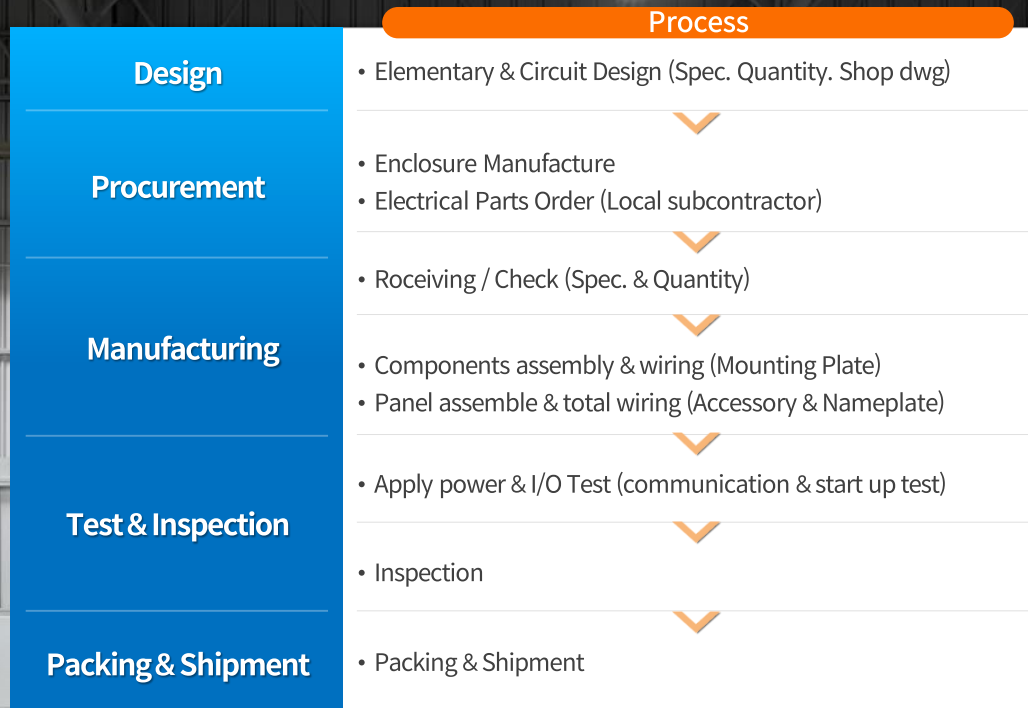 Process
Design
• Elementary & Circuit Design (Spec. Quantity. Shop dwg)
Procurement
• Enclosure Manufacture
• Electrical Parts Order (Local subcontractor)
Manufacturing
• Roceiving / Check (Spec. & Quantity)
• Components assembly & wiring (Mounting Plate)
• Panel assemble & total wiring (Accessory & Nameplate)
Test & Inspection
• Apply power & I/O Test (communication & start up test)
• Inspection
Packing & Shipment
• Packing & Shipment